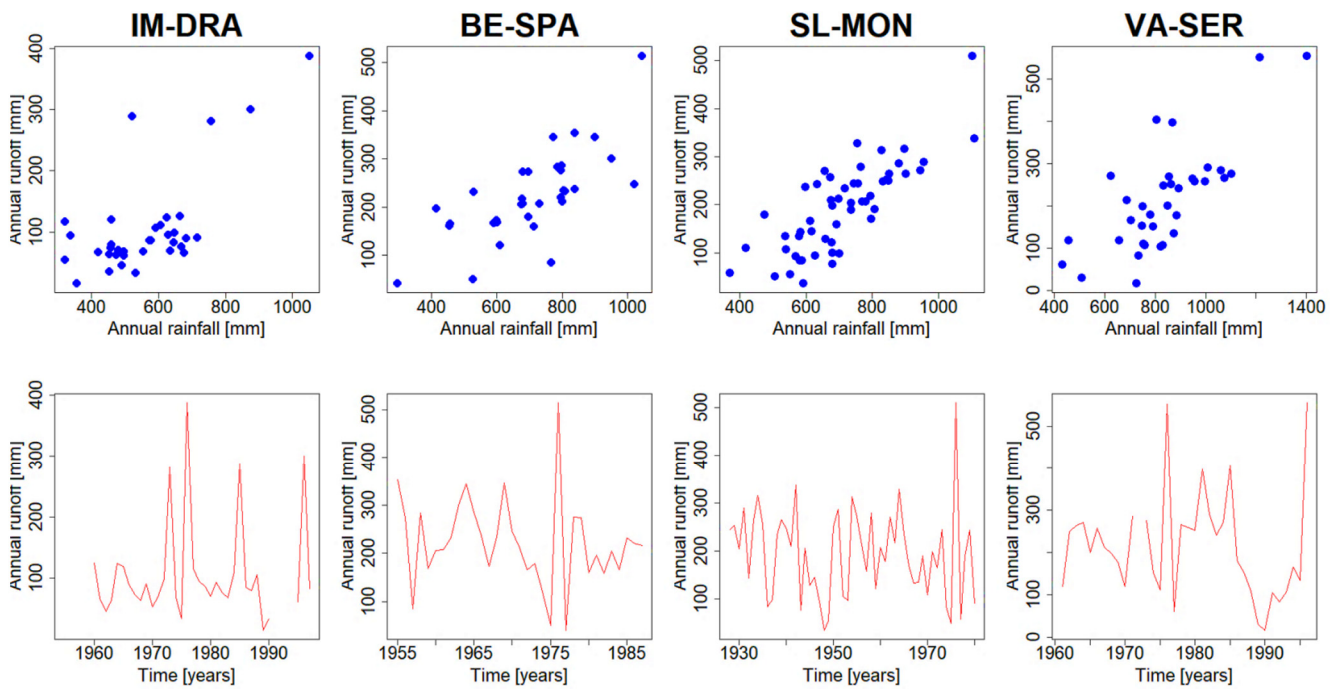 IM-DRA
BE-SPA
SL-MON
VA-SER
Annual runoff [mm]
100 200 300 400
400 600 800 1000
Annual rainfall [mm]
Annual runoff [mm]
100 200 300 400 500
400 600 800 1000
Annual rainfall [mm]
Annual runoff [mm]
100 200 300 400 500
400 600 800 1000
Annual rainfall [mm]
Annual runoff [mm]
0 100 300 500
400 600 800 1000 1400
Annual rainfall [mm]
Annual runoff [mm]
100 200 300 400
1960 1970 1980 1990
Time [years]
Annual runoff [mm]
100 200 300 400 500
1955 1965 1975 1985
Time [years]
Annual runoff [mm]
100 200 300 400 500
1930 1950 1970
Time [years]
Annual runoff [mm]
0 100 300 500
1960 1970 1980 1990
Time [years]